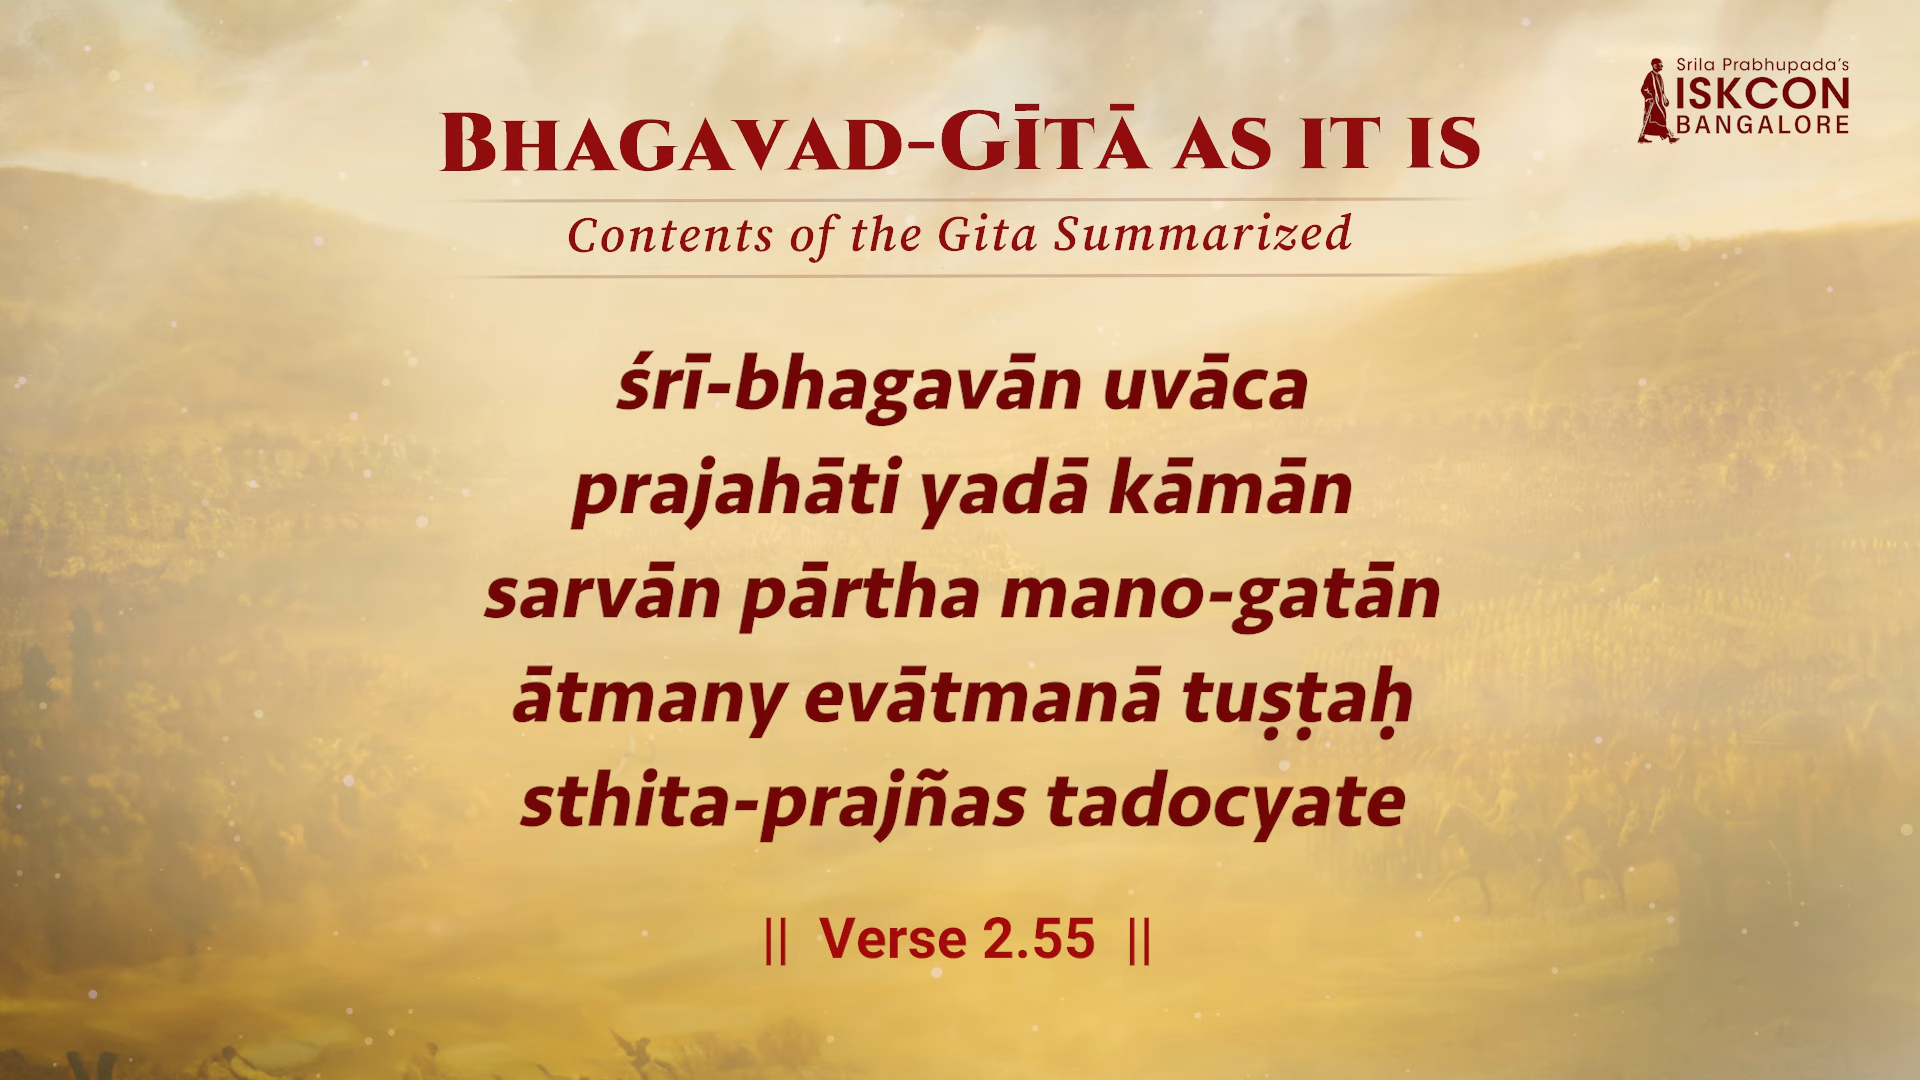 Srila Prabhupada's
ISKCON
BANGALORE
Bhagavad-Gītā as it is
Contents of the Gita Summarized
śrī-bhagavān uvāca
prajahāti yadā kāmān
sarvān pārtha mano-gatān
ātmany evātmanā tuṣṭaḥ
sthita-prajñas tadocyate
|| Verse 2.55 ||